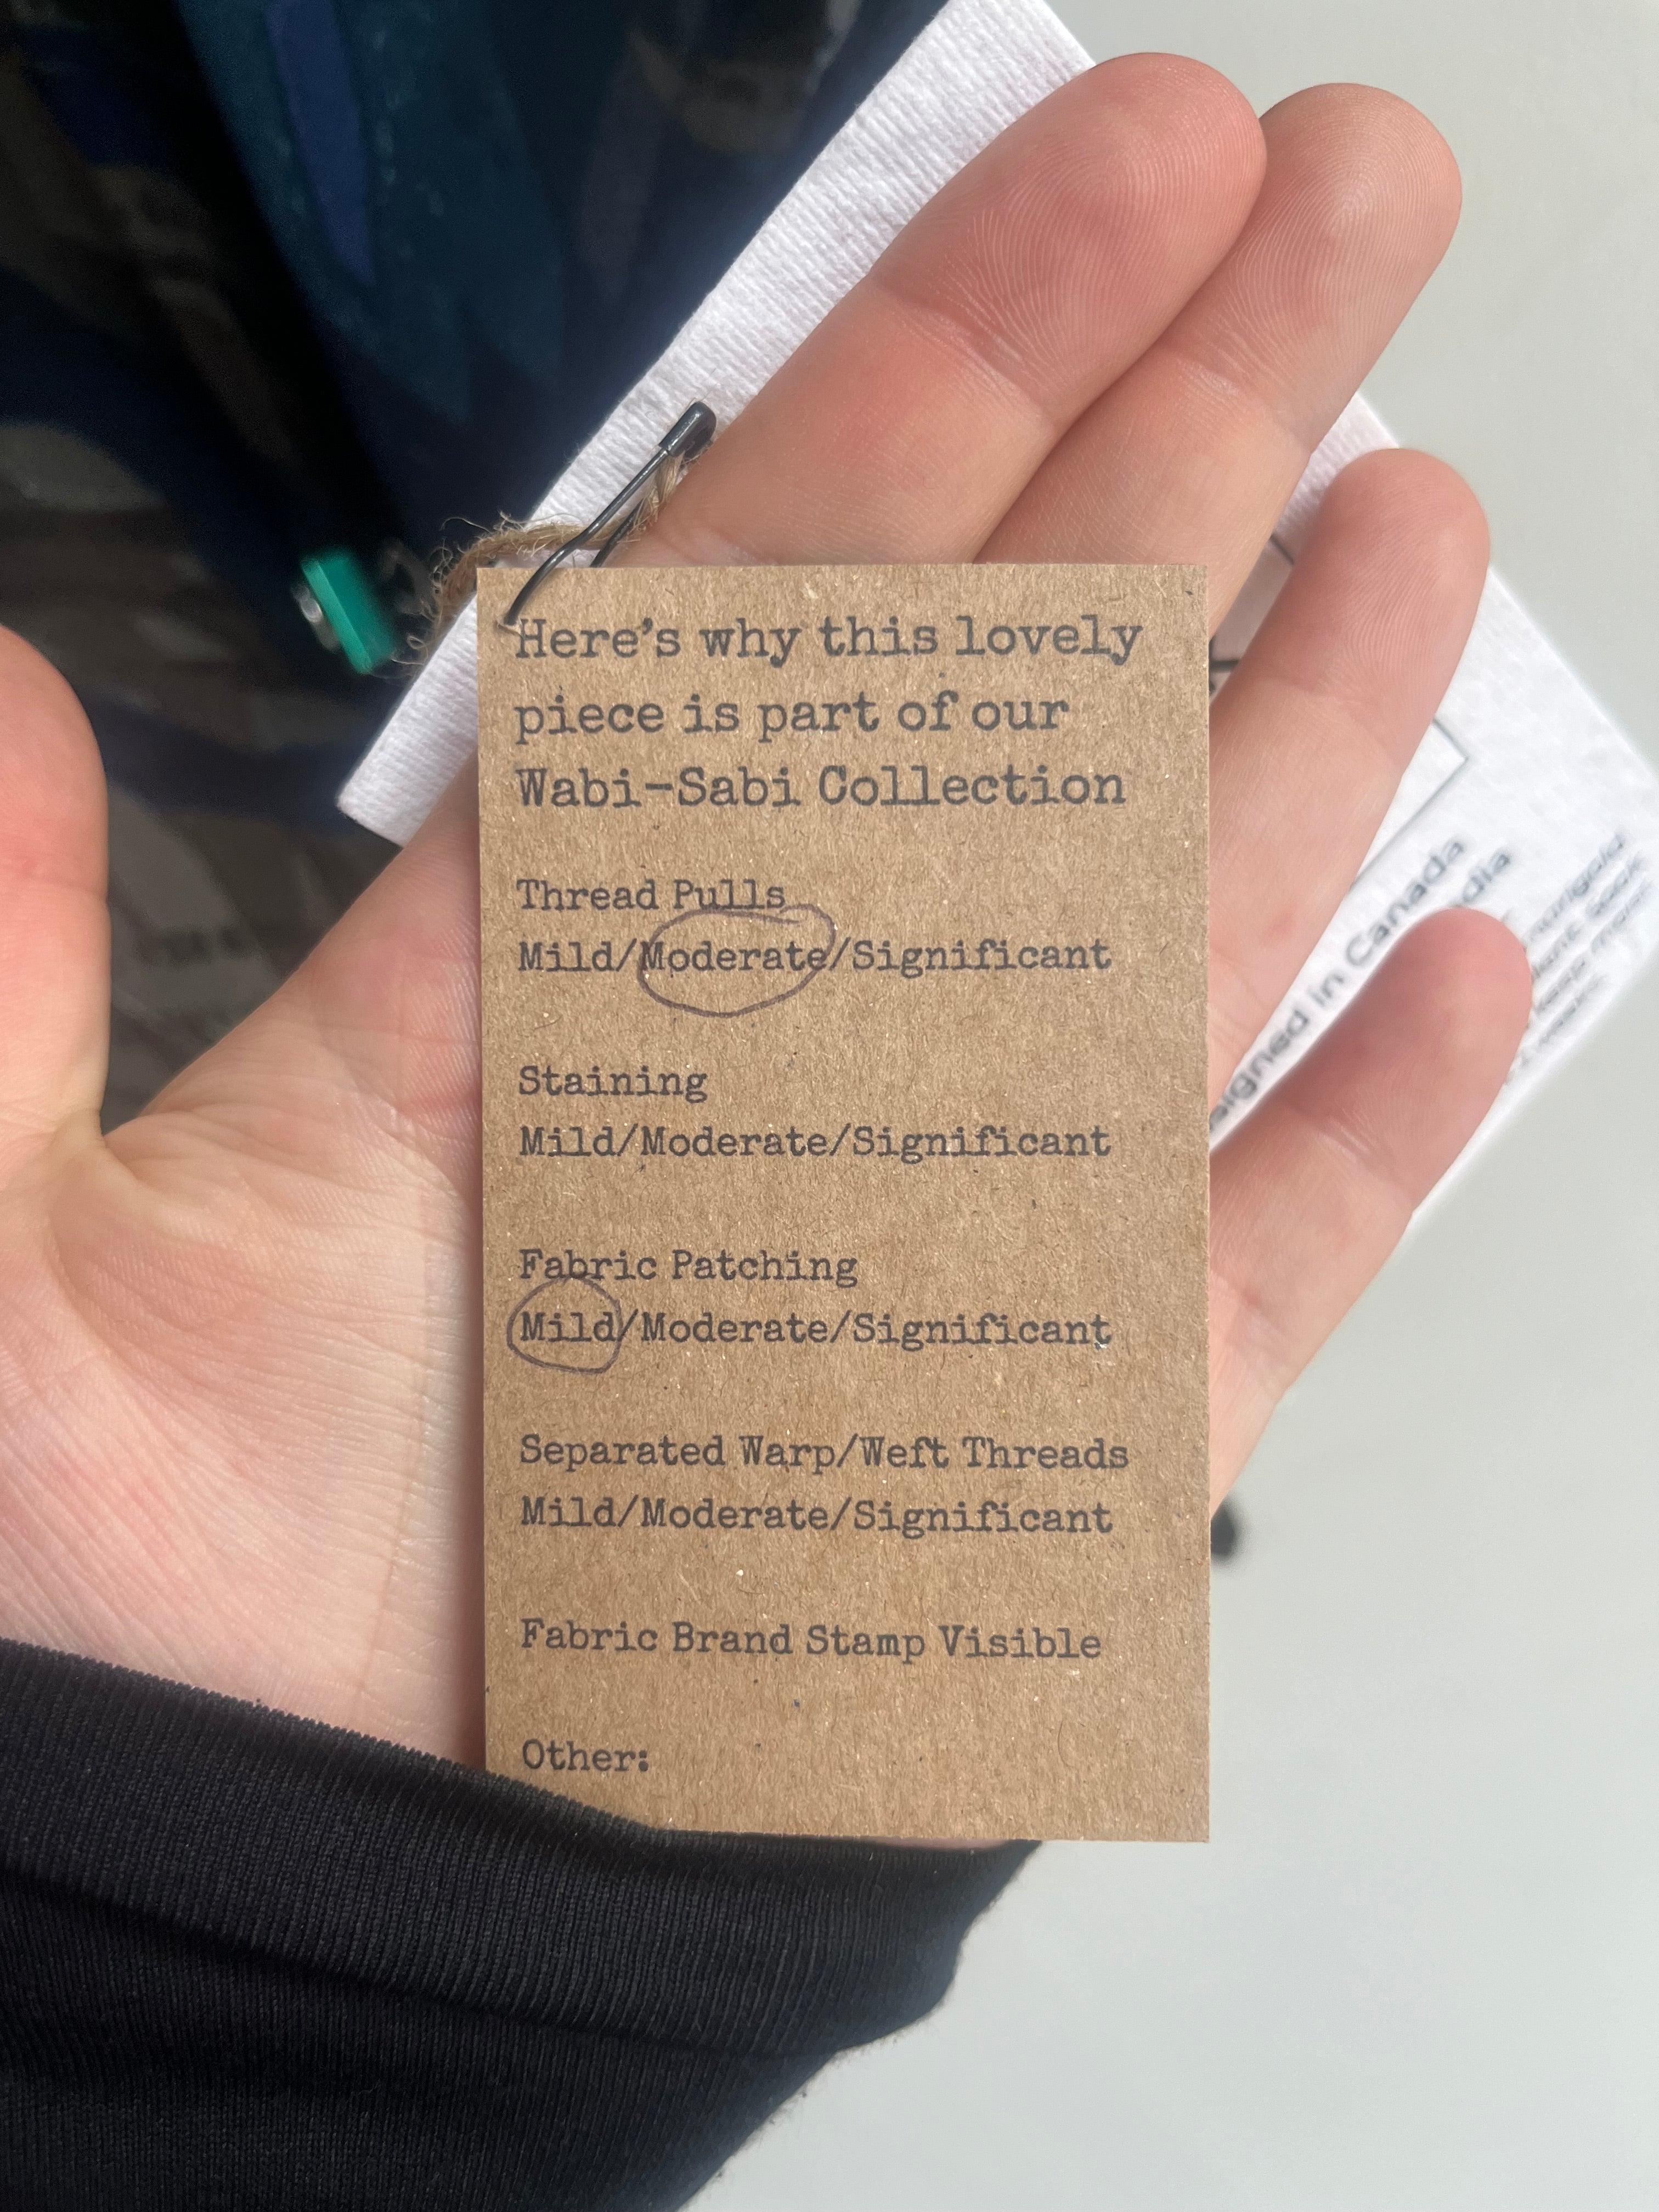 Here's why this lovely
piece is part of our
Wabi-Sabi Collection
Thread Pulls
Mild/Moderate/Significant
Staining
Mild/Moderate/Significant
Fabric Patching
Mild/Moderate/Significant
Separated Warp/Weft Threads
Mild/Moderate/Significant
Fabric Brand Stamp Visible
Other:
signed in Canada